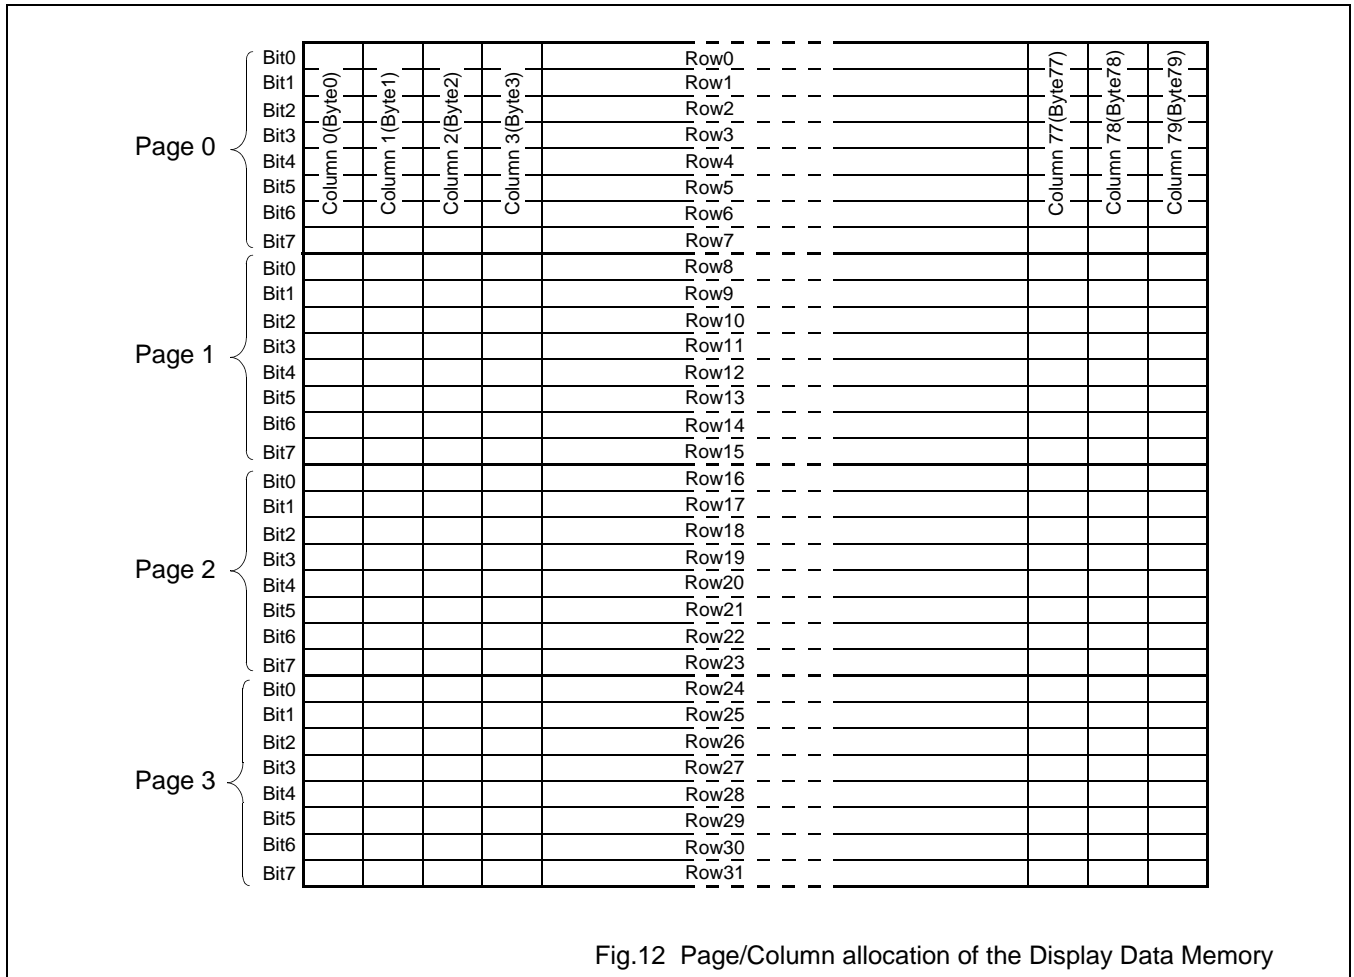 Bit0 Row0
Bit1 Row1
Bit2 Row2
Bit3 Row3
Bit4 Row4
Bit5 Row5
Bit6 Row6
Bit7 Row7
Page 0
Column 0(Byte0)
Column 1(Byte1)
Column 2(Byte2)
Column 3(Byte3)
Column 77(Byte77)
Column 78(Byte78)
Column 79(Byte79)
Bit0 Row8
Bit1 Row9
Bit2 Row10
Bit3 Row11
Bit4 Row12
Bit5 Row13
Bit6 Row14
Bit7 Row15
Page 1
Bit0 Row16
Bit1 Row17
Bit2 Row18
Bit3 Row19
Bit4 Row20
Bit5 Row21
Bit6 Row22
Bit7 Row23
Page 2
Bit0 Row24
Bit1 Row25
Bit2 Row26
Bit3 Row27
Bit4 Row28
Bit5 Row29
Bit6 Row30
Bit7 Row31
Page 3
Fig.12 Page/Column allocation of the Display Data Memory